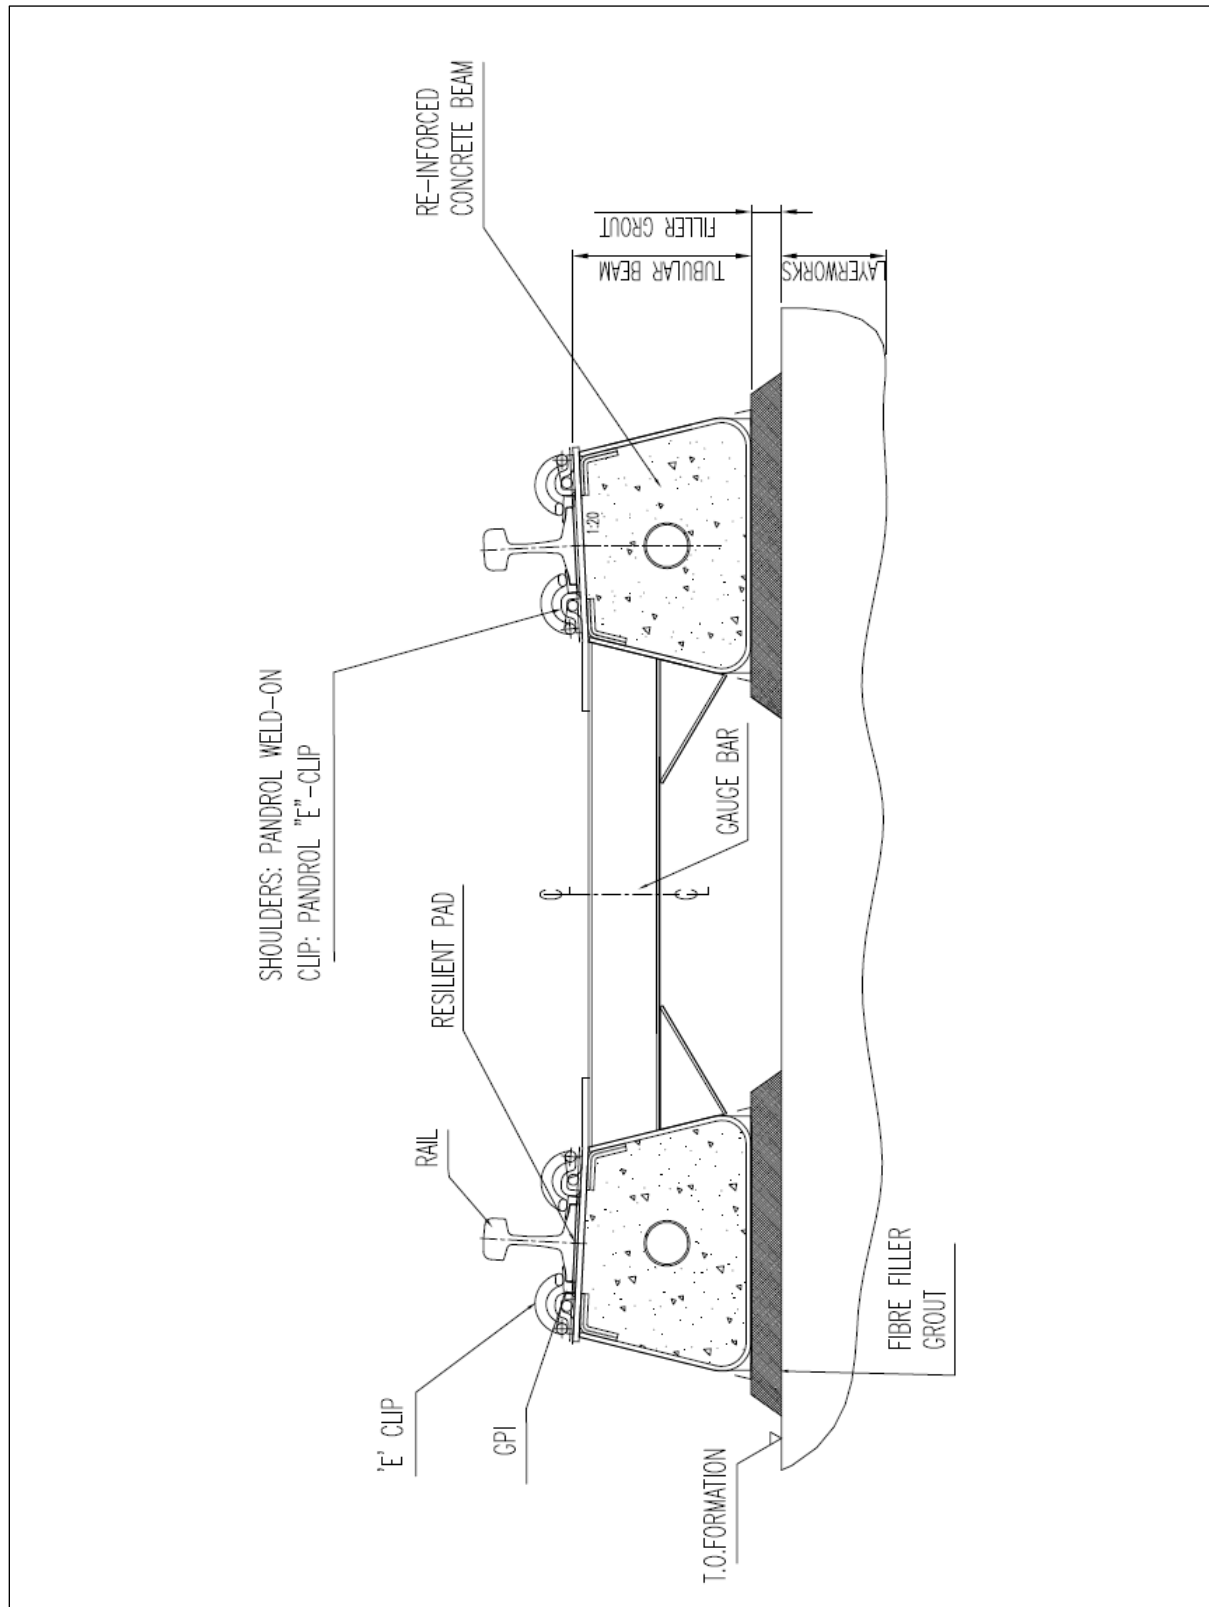 RE-INFORCED
CONCRETE BEAM
FILLER GROUT
TUBULAR BEAM
LAYERWORKS
1:20
SHOULDERS: PANDROL WELD-ON
CLIP: PANDROL "E"-CLIP
GAUGE BAR
C
C
RESILIENT PAD
RAIL
'E' CLIP
GPI
FIBRE FILLER
GROUT
T.O.FORMATION